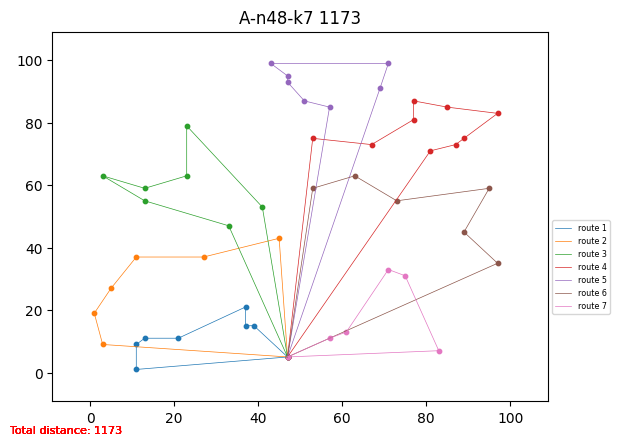 A-n48-k7 1173
100
80
60
40
20
0
0 20 40 60 80 100
route 1
route 2
route 3
route 4
route 5
route 6
route 7
Total distance: 1173